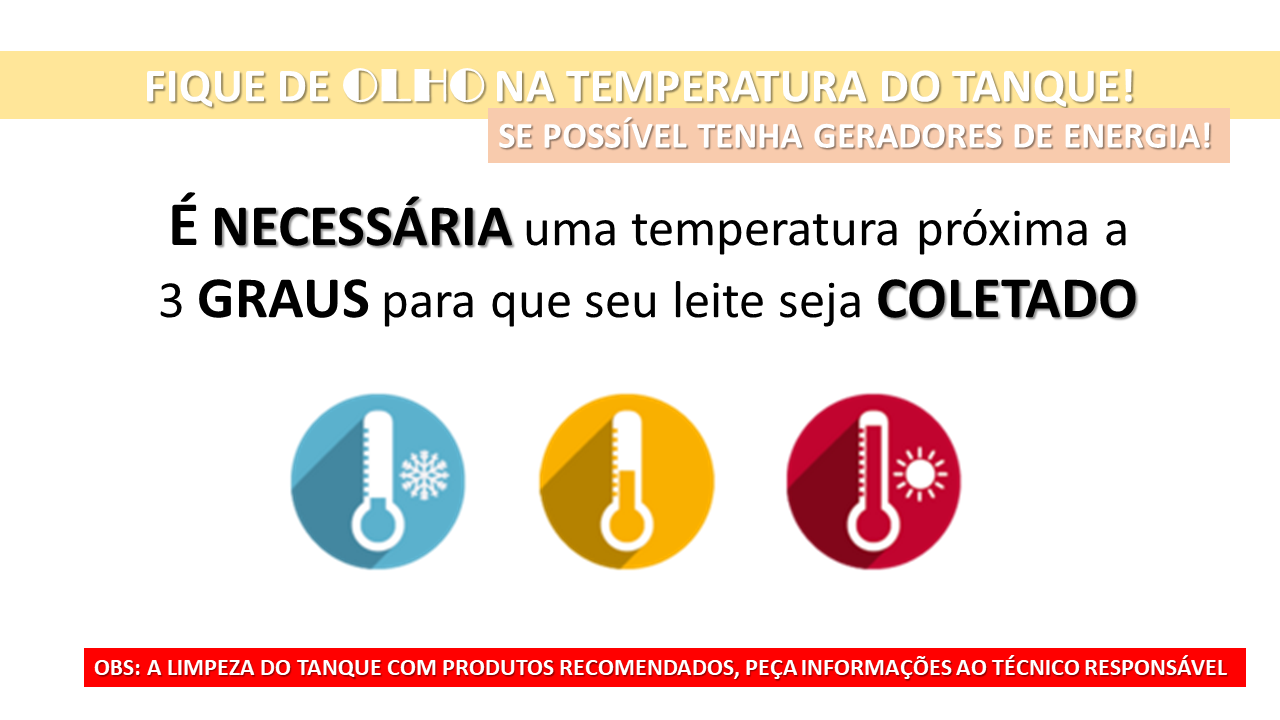 FIQUE DE OLHO NA TEMPERATURA DO TANQUE!
SE POSSÍVEL TENHA GERADORES DE ENERGIA!
É NECESSÁRIA uma temperatura próxima a
3 GRAUS para que seu leite seja COLETADO
OBS: A LIMPEZA DO TANQUE COM PRODUTOS RECOMENDADOS, PEÇA INFORMAÇÕES AO TÉCNICO RESPONSÁVEL